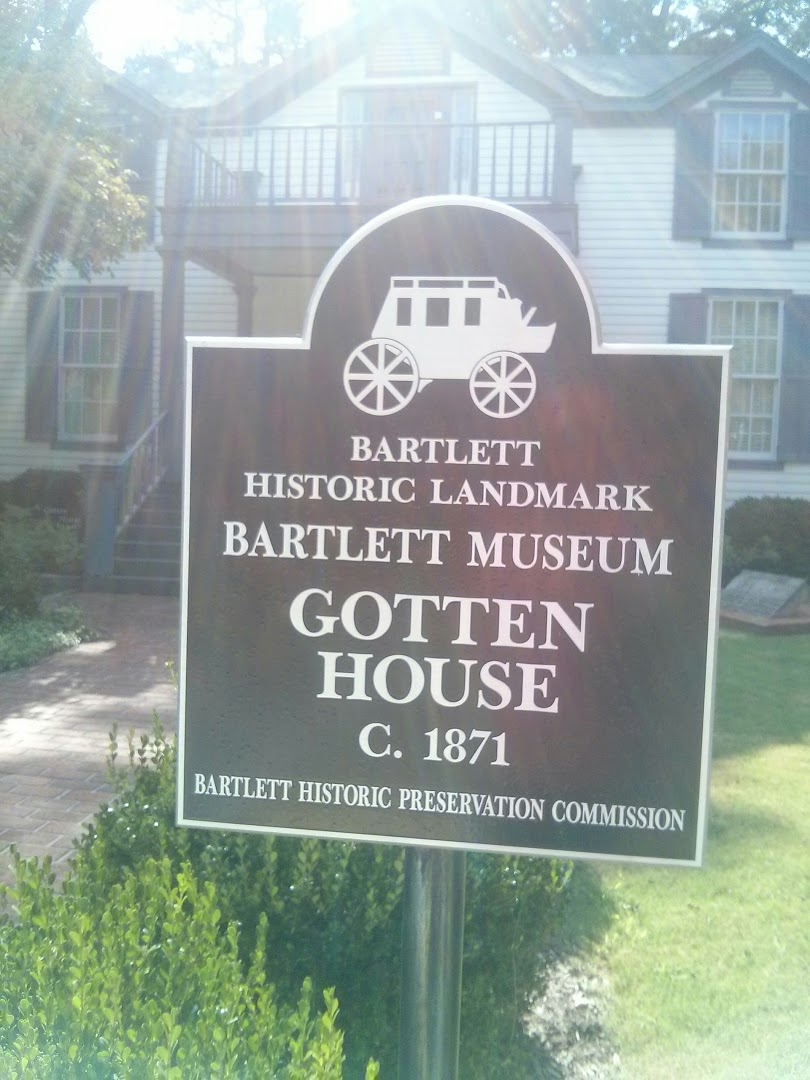 BARTLETT
HISTORIC LANDMARK
BARTLETT MUSEUM
GOTTEN
HOUSE
C. 1871
BARTLETT HISTORIC PRESERVATION COMMISSION